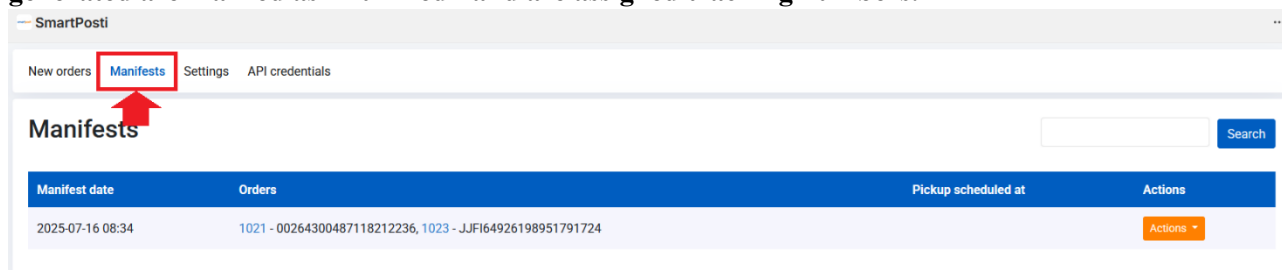 SmartPosti
New orders Manifests Settings API credentials
Manifests
Search
Manifest date Orders Pickup scheduled at Actions
2025-07-16 08:34 1021 - 00264300487118212236, 1023 - JJFI64926198951791724 Actions